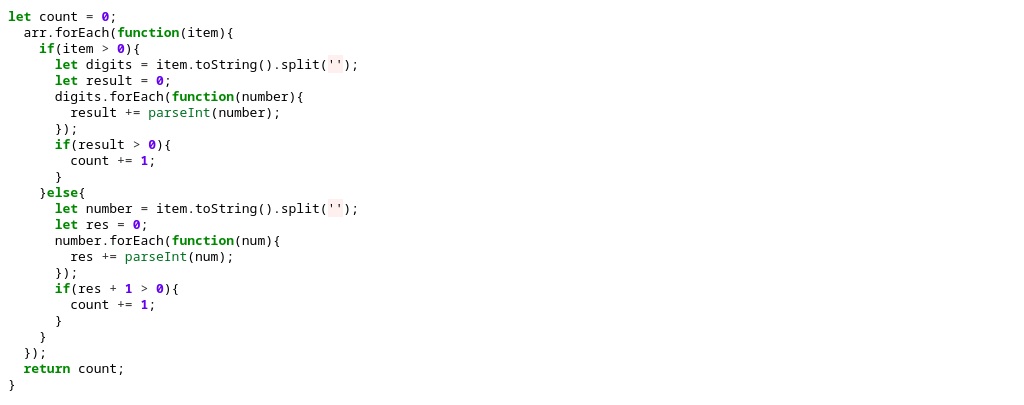 let count = 0;
  arr.forEach(function(item){
    if(item > 0){
      let digits = item.toString().split('');
      let result = 0;
      digits.forEach(function(number){
        result += parseInt(number);
      });
      if(result > 0){
        count += 1;
      }
    }else{
      let number = item.toString().split('');
      let res = 0;
      number.forEach(function(num){
        res += parseInt(num);
      });
      if(res + 1 > 0){
        count += 1;
      }
    }
  });
  return count;
}